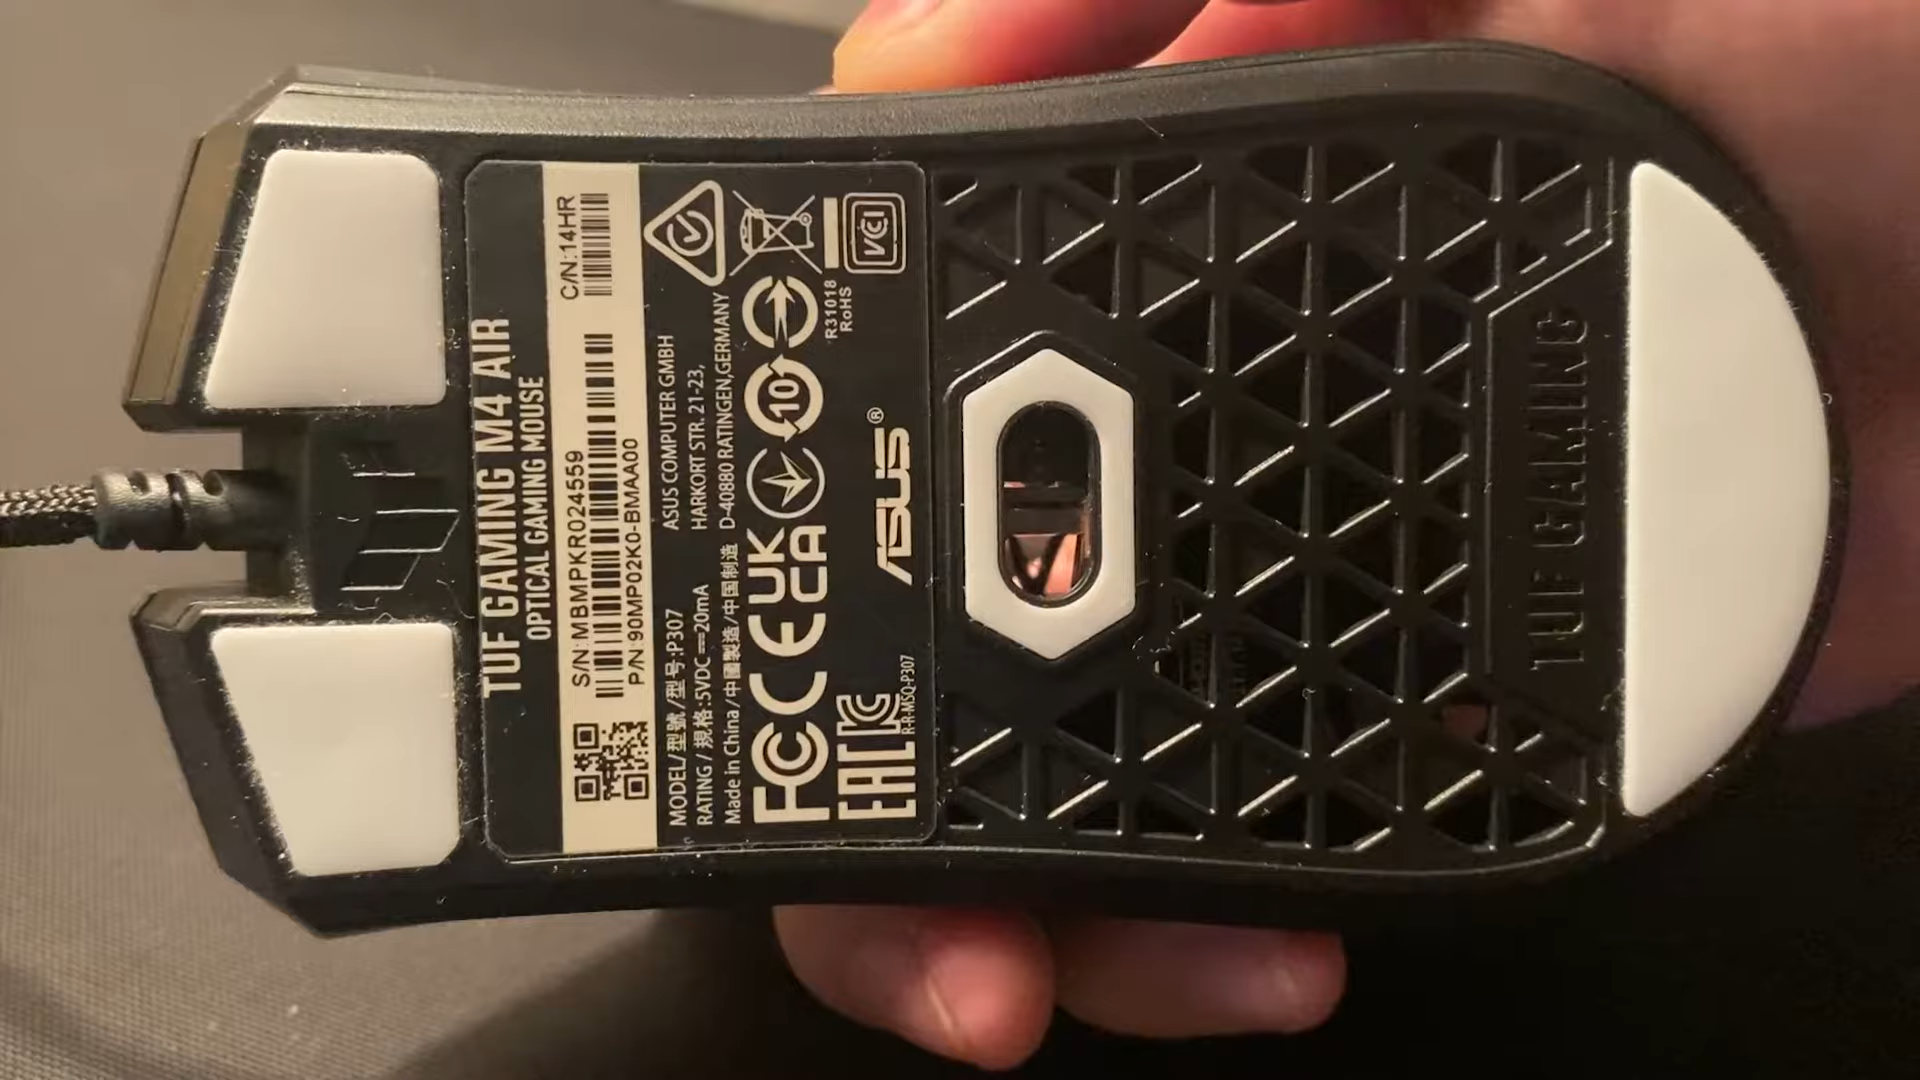 TUF GAMING M4 AIR
OPTICAL GAMING MOUSE
S/N:MBMPKR024559
C/N:14HR
P/N:90MP02K0-BMAA00
MODEL/ 型號 /型号:P307
RATING / 規格:5VDC⎓20mA
Made in China/中國製造/中国制造
ASUS COMPUTER GMBH
HARKORT STR. 21-23,
D-40880 RATINGEN,GERMANY
FC CE UK
CA
10
R31018
RoHS
VCI
EAC
R-R-MSQ-P307
ASUS®
TUF GAMING